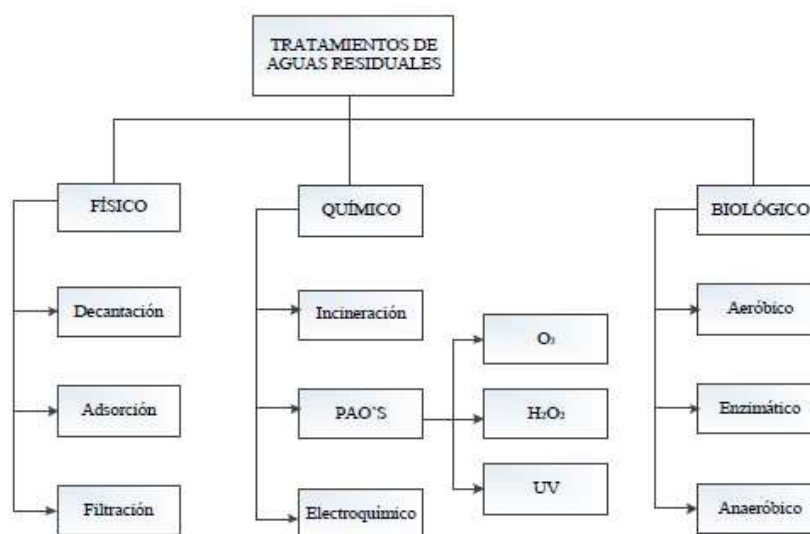 TRATAMIENTOS DE
AGUAS RESIDUALES
FÍSICO
QUÍMICO
BIOLÓGICO
Decantación
Incineración
Aeróbico
O₃
Adsorción
PAO`S
H₂O₂
Enzimático
UV
Filtración
Electroquímico
Anaeróbico